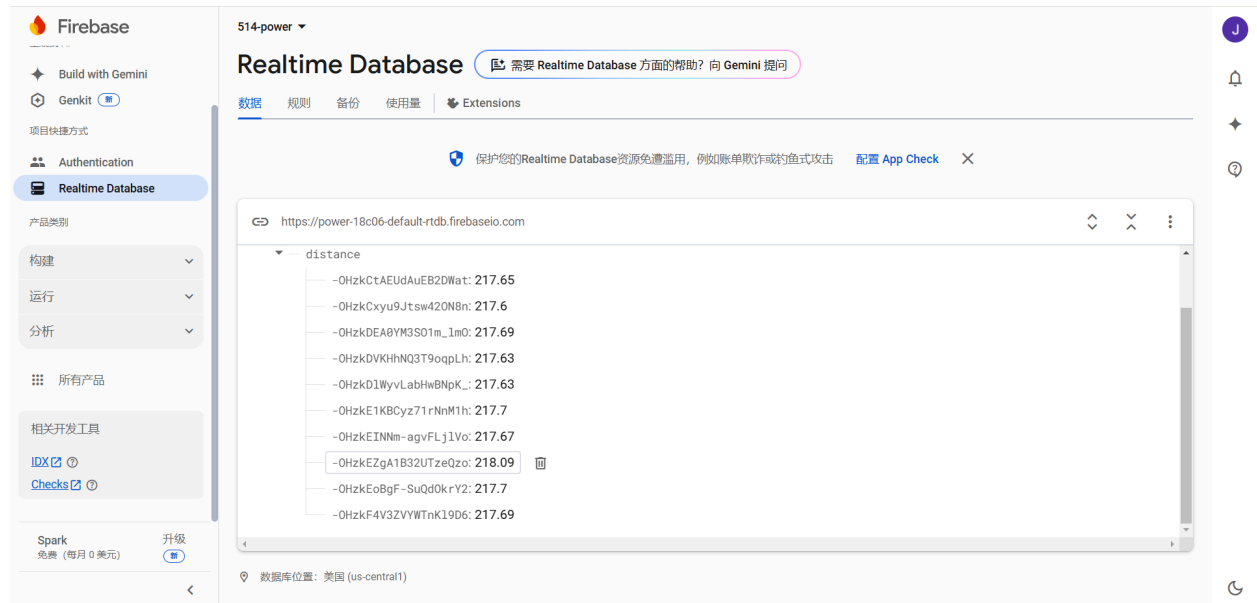 Firebase
Build with Gemini
Genkit 新
项目快捷方式
Authentication
Realtime Database
产品类别
构建
运行
分析
所有产品
相关开发工具
IDX
Checks
Spark
免费（每月 0 美元）
升级
新
514-power
Realtime Database
需要 Realtime Database 方面的帮助？向 Gemini 提问
数据 规则 备份 使用量 Extensions
保护您的Realtime Database资源免遭滥用，例如账单欺诈或钓鱼式攻击 配置 App Check
https://power-18c06-default-rtdb.firebaseio.com
distance
-OHzkCtAEUdAuEB2DWat: 217.65
-OHzkCxyu9Jtsw42ON8n: 217.6
-OHzkDEA0YM3SO1m_lmO: 217.69
-OHzkDVKHhNQ3T9oqpLh: 217.63
-OHzkDlWyvLabHwBNpK_: 217.63
-OHzkE1KBCyz71rNnM1h: 217.7
-OHzkEINNm-agvFLjlVo: 217.67
-OHzkEZgA1B32UTzeQzo: 218.09
-OHzkEoBgF-SuQdOkrY2: 217.7
-OHzkF4V3ZVYWTnKl9D6: 217.69
数据库位置：美国 (us-central1)
J